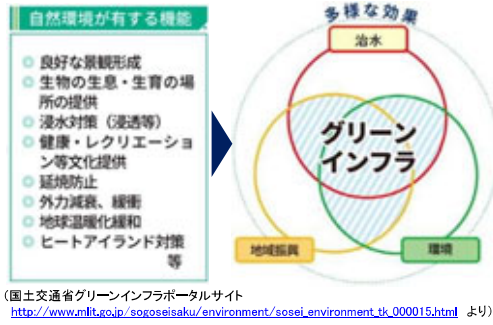 自然環境が有する機能
良好な景観形成
生物の生息・生育の場
所の提供
浸水対策（浸透等）
健康・レクリエーショ
ン等文化提供
延焼防止
外力減衰、緩衝
地球温暖化緩和
ヒートアイランド対策
等
多様な効果
治水
グリーン
インフラ
地域振興
環境
（国土交通省グリーンインフラポータルサイト
http://www.mlit.go.jp/sogoseisaku/environment/sosei_environment_tk_000015.html より）